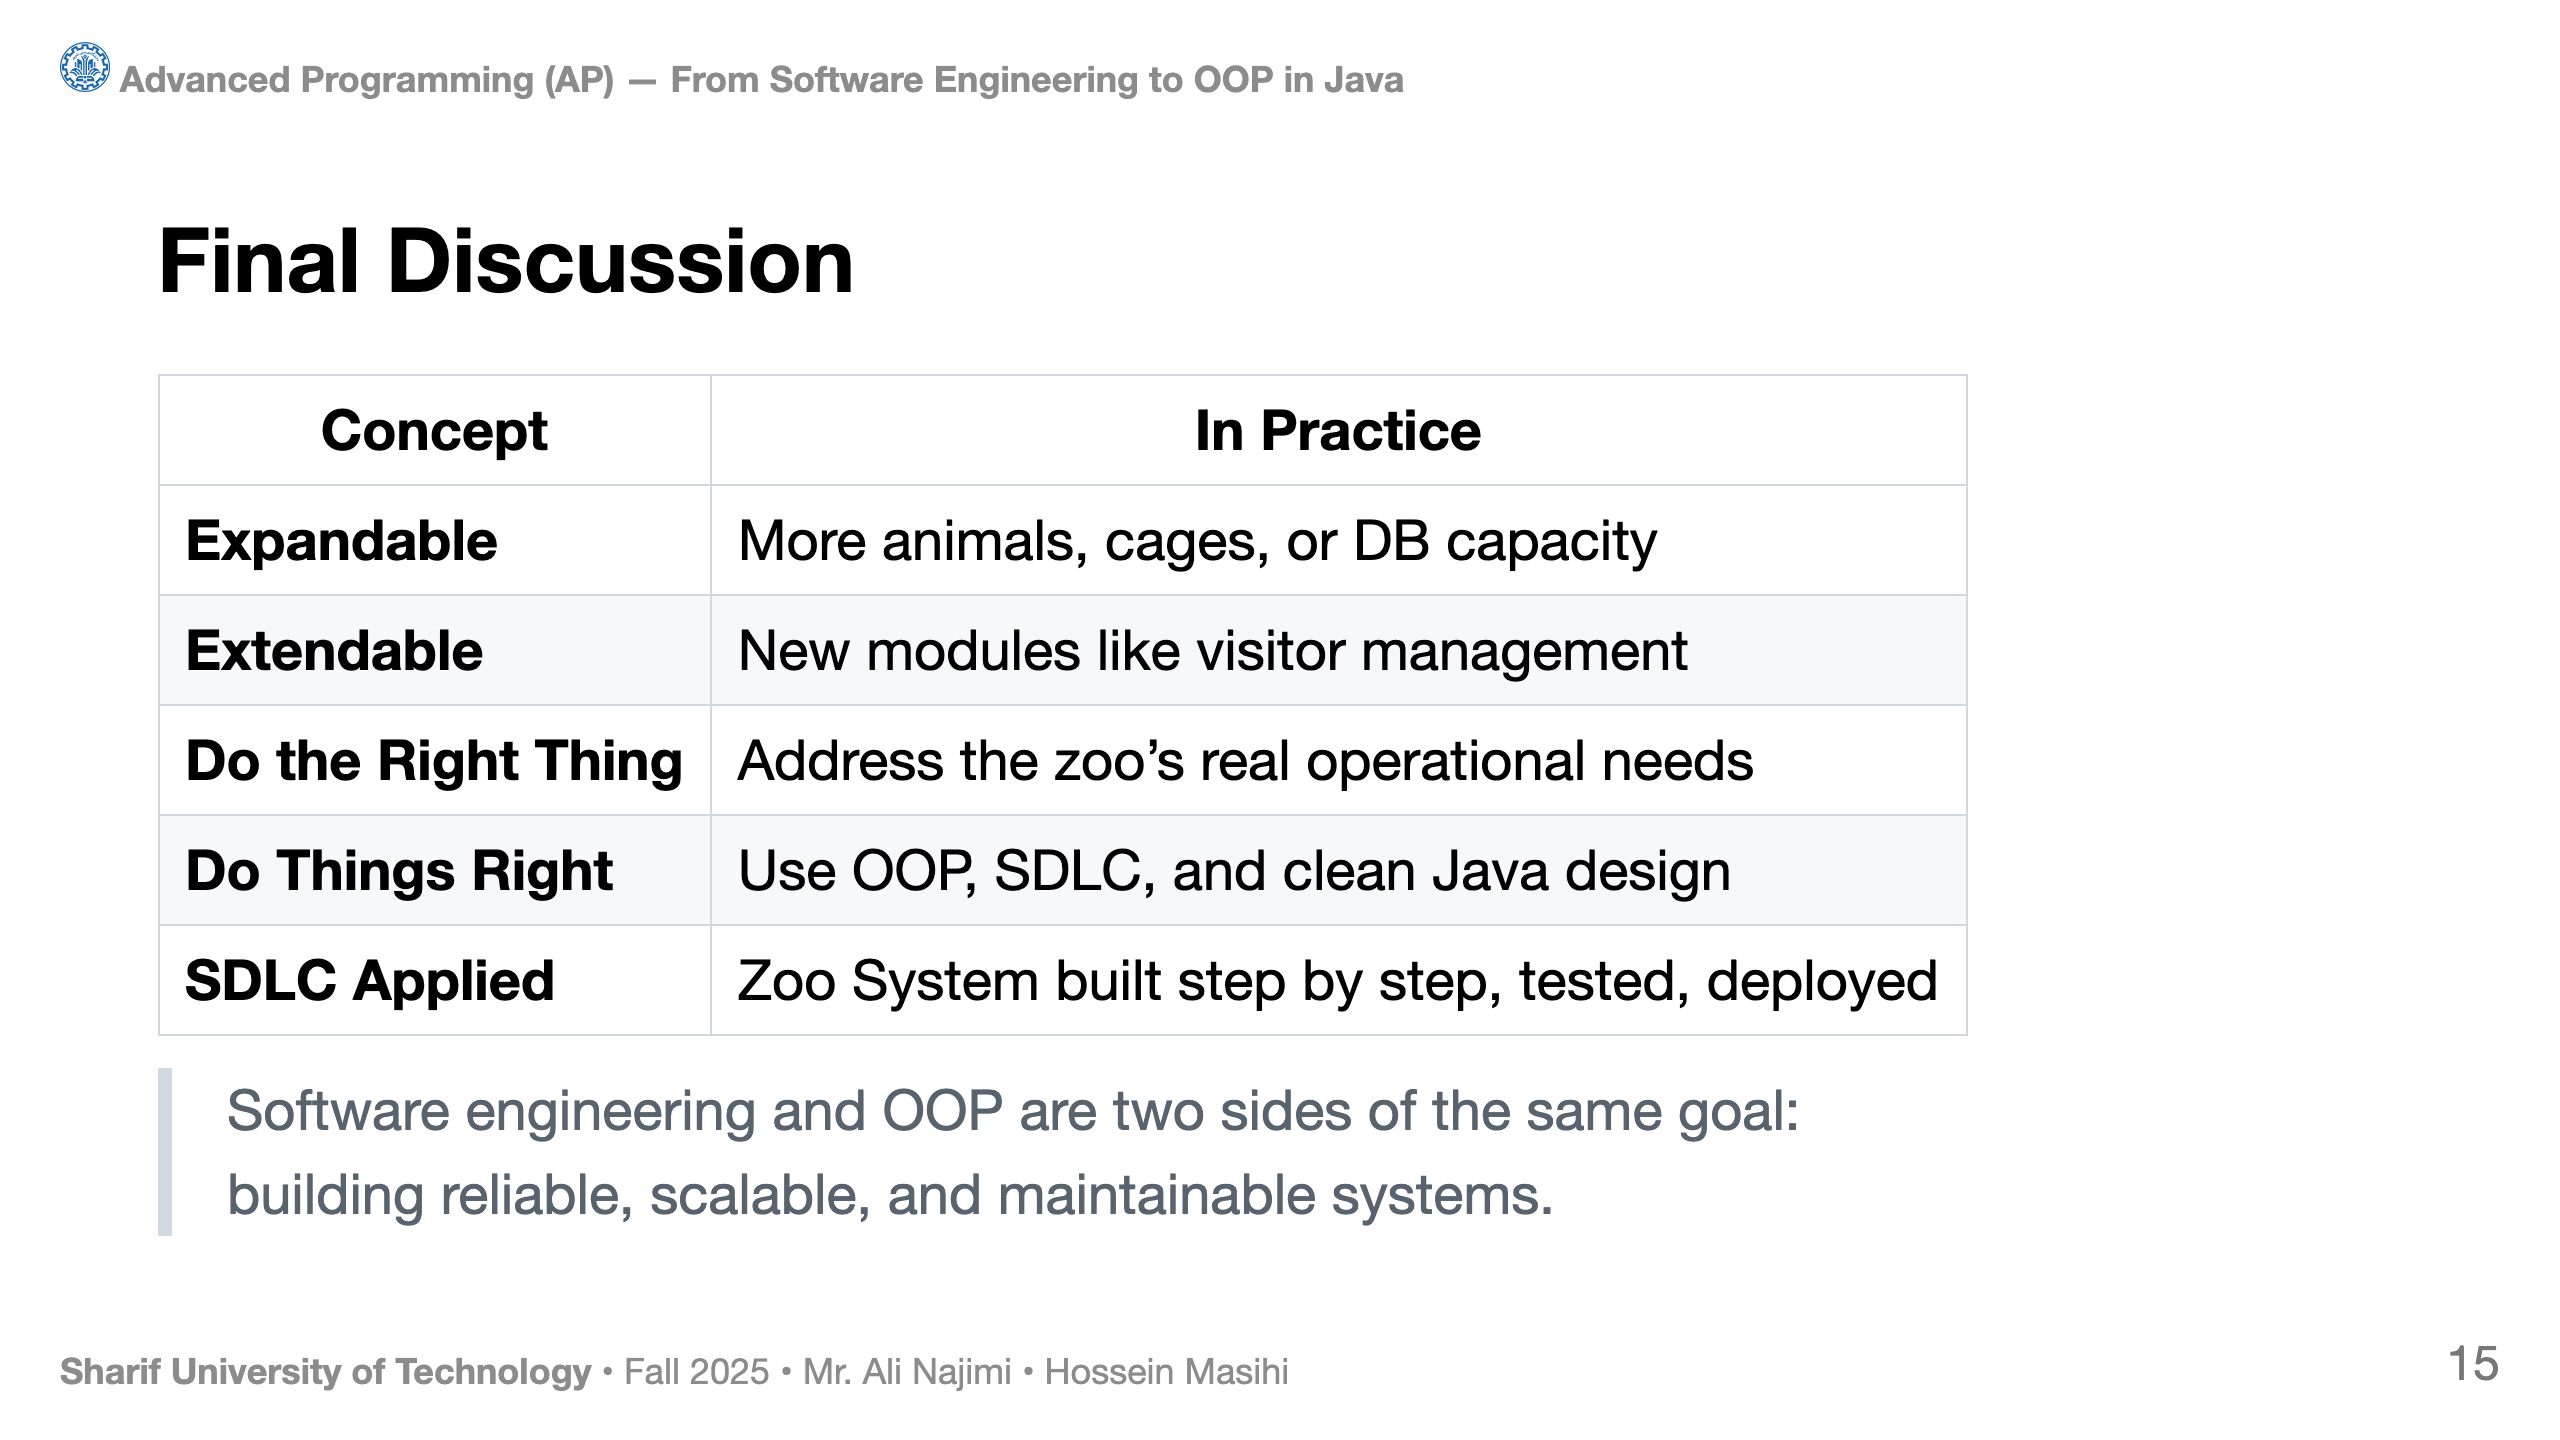 Advanced Programming (AP) — From Software Engineering to OOP in Java
Final Discussion
Concept In Practice
Expandable More animals, cages, or DB capacity
Extendable New modules like visitor management
Do the Right Thing Address the zoo’s real operational needs
Do Things Right Use OOP, SDLC, and clean Java design
SDLC Applied Zoo System built step by step, tested, deployed
Software engineering and OOP are two sides of the same goal:
building reliable, scalable, and maintainable systems.
Sharif University of Technology • Fall 2025 • Mr. Ali Najimi • Hossein Masihi
15